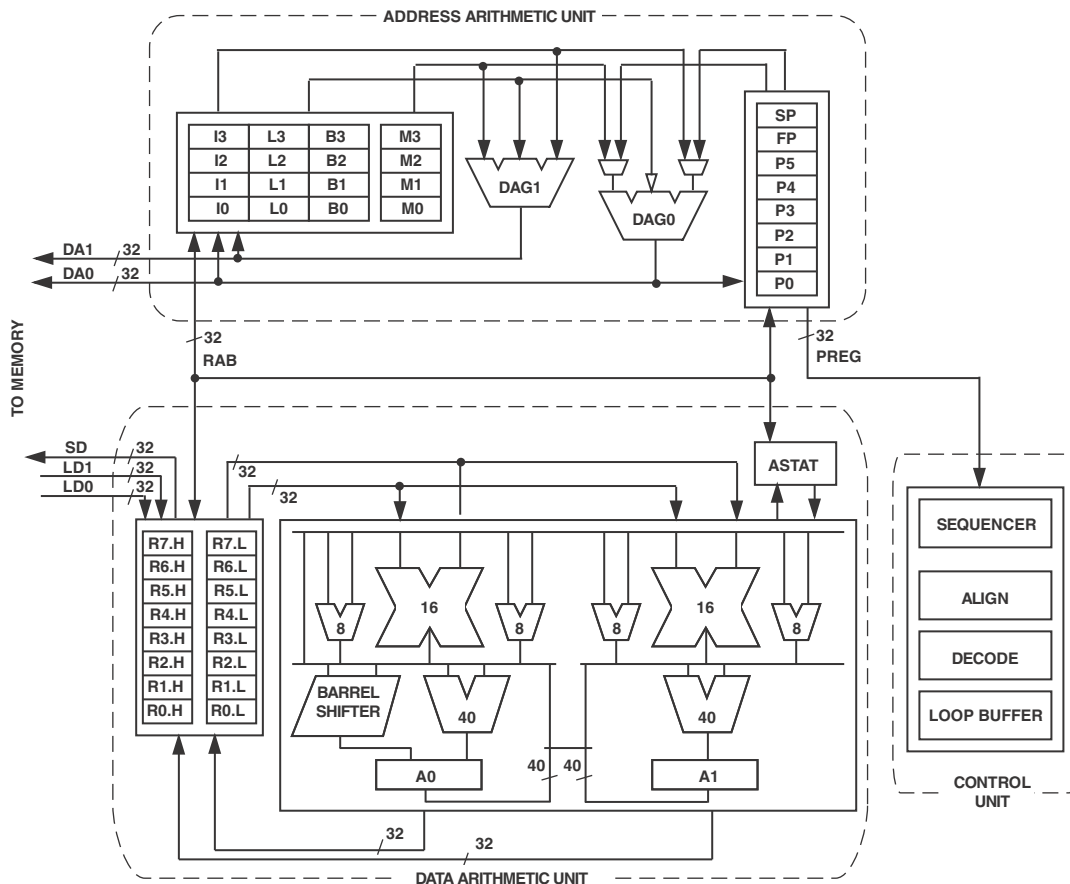 ADDRESS ARITHMETIC UNIT
I3 L3 B3 M3
I2 L2 B2 M2
I1 L1 B1 M1
I0 L0 B0 M0
DAG1
DAG0
SP
FP
P5
P4
P3
P2
P1
P0
DA1 32
DA0 32
32
RAB
32
PREG
TO MEMORY
SD 32
LD1 32
LD0 32
32
32
ASTAT
R7.H R7.L
R6.H R6.L
R5.H R5.L
R4.H R4.L
R3.H R3.L
R2.H R2.L
R1.H R1.L
R0.H R0.L
16
8
8
8
16
8
BARREL
SHIFTER
40
40
A0
40
40
A1
32
32
DATA ARITHMETIC UNIT
SEQUENCER
ALIGN
DECODE
LOOP BUFFER
CONTROL
UNIT